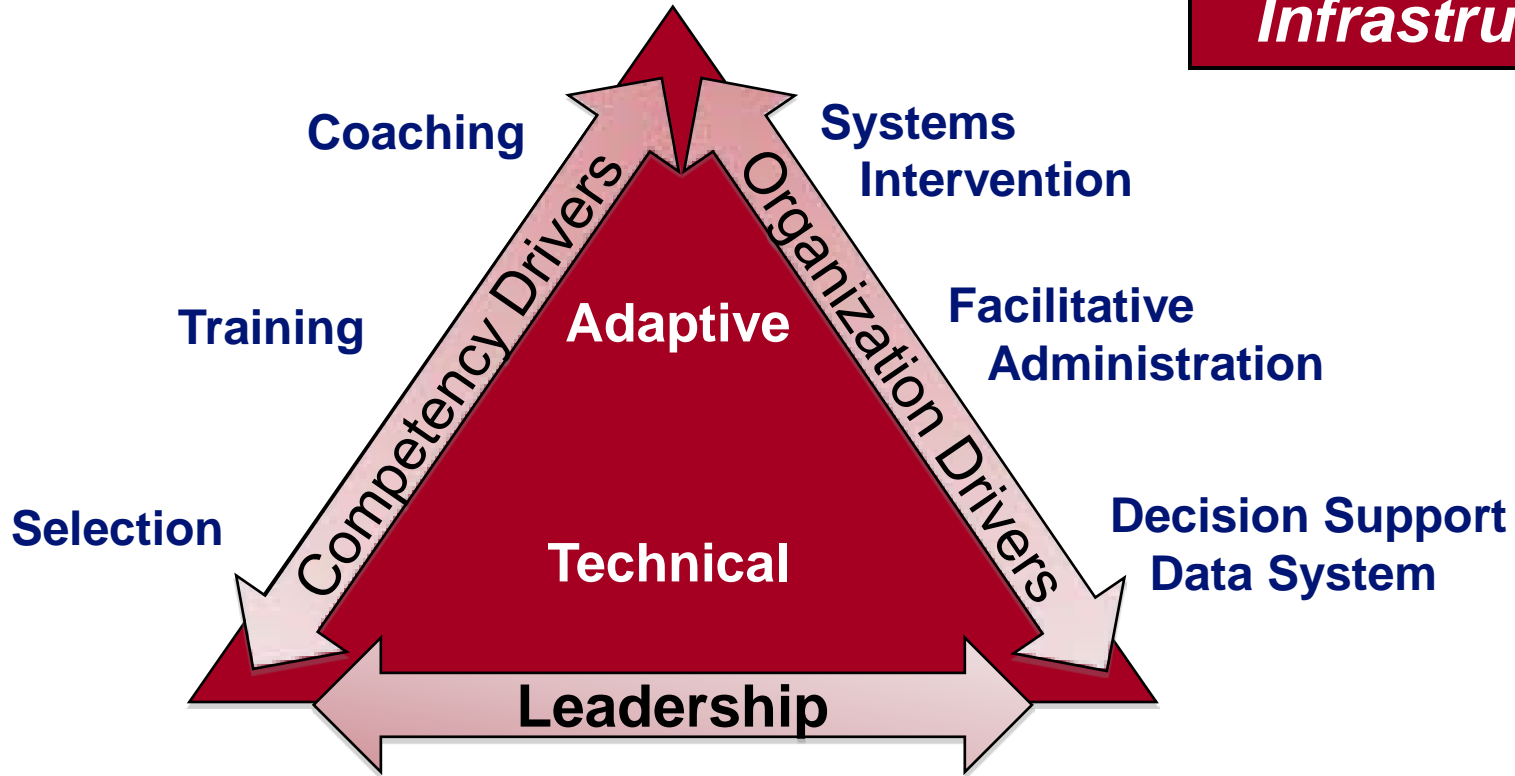 Infrastru
Coaching
Systems
Intervention
Competency Drivers
Organization Drivers
Training
Adaptive
Facilitative
Administration
Selection
Technical
Decision Support
Data System
Leadership